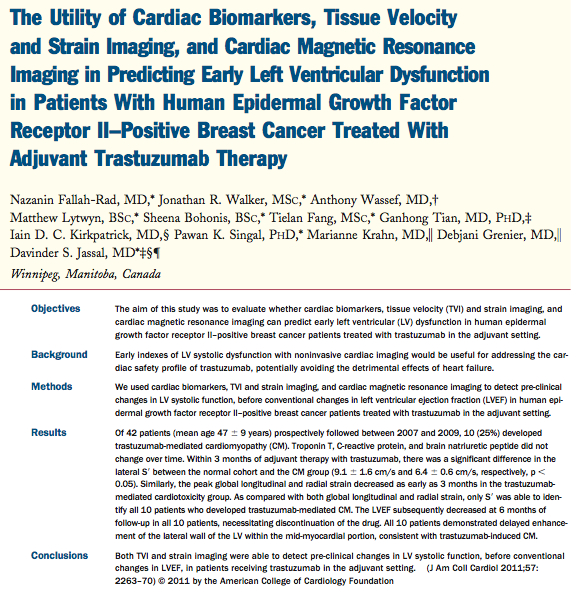 The Utility of Cardiac Biomarkers, Tissue Velocity
and Strain Imaging, and Cardiac Magnetic Resonance
Imaging in Predicting Early Left Ventricular Dysfunction
in Patients With Human Epidermal Growth Factor
Receptor II–Positive Breast Cancer Treated With
Adjuvant Trastuzumab Therapy
Nazanin Fallah-Rad, MD,* Jonathan R. Walker, MSC,* Anthony Wassef, MD,†
Matthew Lytwyn, BSC,* Sheena Bohonis, BSC,* Tielan Fang, MSC,* Ganhong Tian, MD, PHD,‡
Iain D. C. Kirkpatrick, MD,§ Pawan K. Singal, PHD,* Marianne Krahn, MD,|| Debjani Grenier, MD,||
Davinder S. Jassal, MD*‡§¶
Winnipeg, Manitoba, Canada
Objectives The aim of this study was to evaluate whether cardiac biomarkers, tissue velocity (TVI) and strain imaging, and
cardiac magnetic resonance imaging can predict early left ventricular (LV) dysfunction in human epidermal
growth factor receptor II–positive breast cancer patients treated with trastuzumab in the adjuvant setting.
Background Early indexes of LV systolic dysfunction with noninvasive cardiac imaging would be useful for addressing the car-
diac safety profile of trastuzumab, potentially avoiding the detrimental effects of heart failure.
Methods We used cardiac biomarkers, TVI and strain imaging, and cardiac magnetic resonance imaging to detect pre-clinical
changes in LV systolic function, before conventional changes in left ventricular ejection fraction (LVEF) in human epi-
dermal growth factor receptor II–positive breast cancer patients treated with trastuzumab in the adjuvant setting.
Results Of 42 patients (mean age 47 ± 9 years) prospectively followed between 2007 and 2009, 10 (25%) developed
trastuzumab-mediated cardiomyopathy (CM). Troponin T, C-reactive protein, and brain natriuretic peptide did not
change over time. Within 3 months of adjuvant therapy with trastuzumab, there was a significant difference in the
lateral S′ between the normal cohort and the CM group (9.1 ± 1.6 cm/s and 6.4 ± 0.6 cm/s, respectively, p <
0.05). Similarly, the peak global longitudinal and radial strain decreased as early as 3 months in the trastuzumab-
mediated cardiotoxicity group. As compared with both global longitudinal and radial strain, only S′ was able to iden-
tify all 10 patients who developed trastuzumab-mediated CM. The LVEF subsequently decreased at 6 months of
follow-up in all 10 patients, necessitating discontinuation of the drug. All 10 patients demonstrated delayed enhance-
ment of the lateral wall of the LV within the mid-myocardial portion, consistent with trastuzumab-induced CM.
Conclusions Both TVI and strain imaging were able to detect pre-clinical changes in LV systolic function, before conventional
changes in LVEF, in patients receiving trastuzumab in the adjuvant setting. (J Am Coll Cardiol 2011;57:
2263–70) © 2011 by the American College of Cardiology Foundation